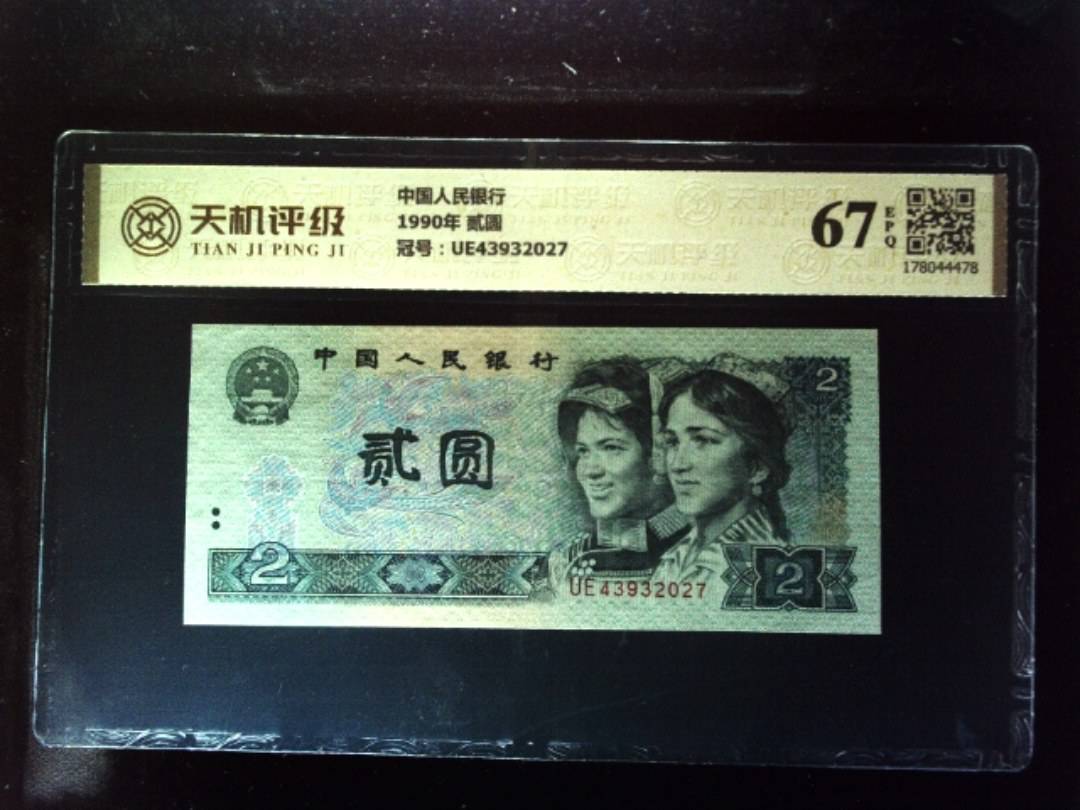 天机评级
TIAN JI PING JI
中国人民银行
1990年 贰圆
冠号：UE43932027
67
EPQ
178044478
中国人民银行
2
贰圆
2
UE43932027
2